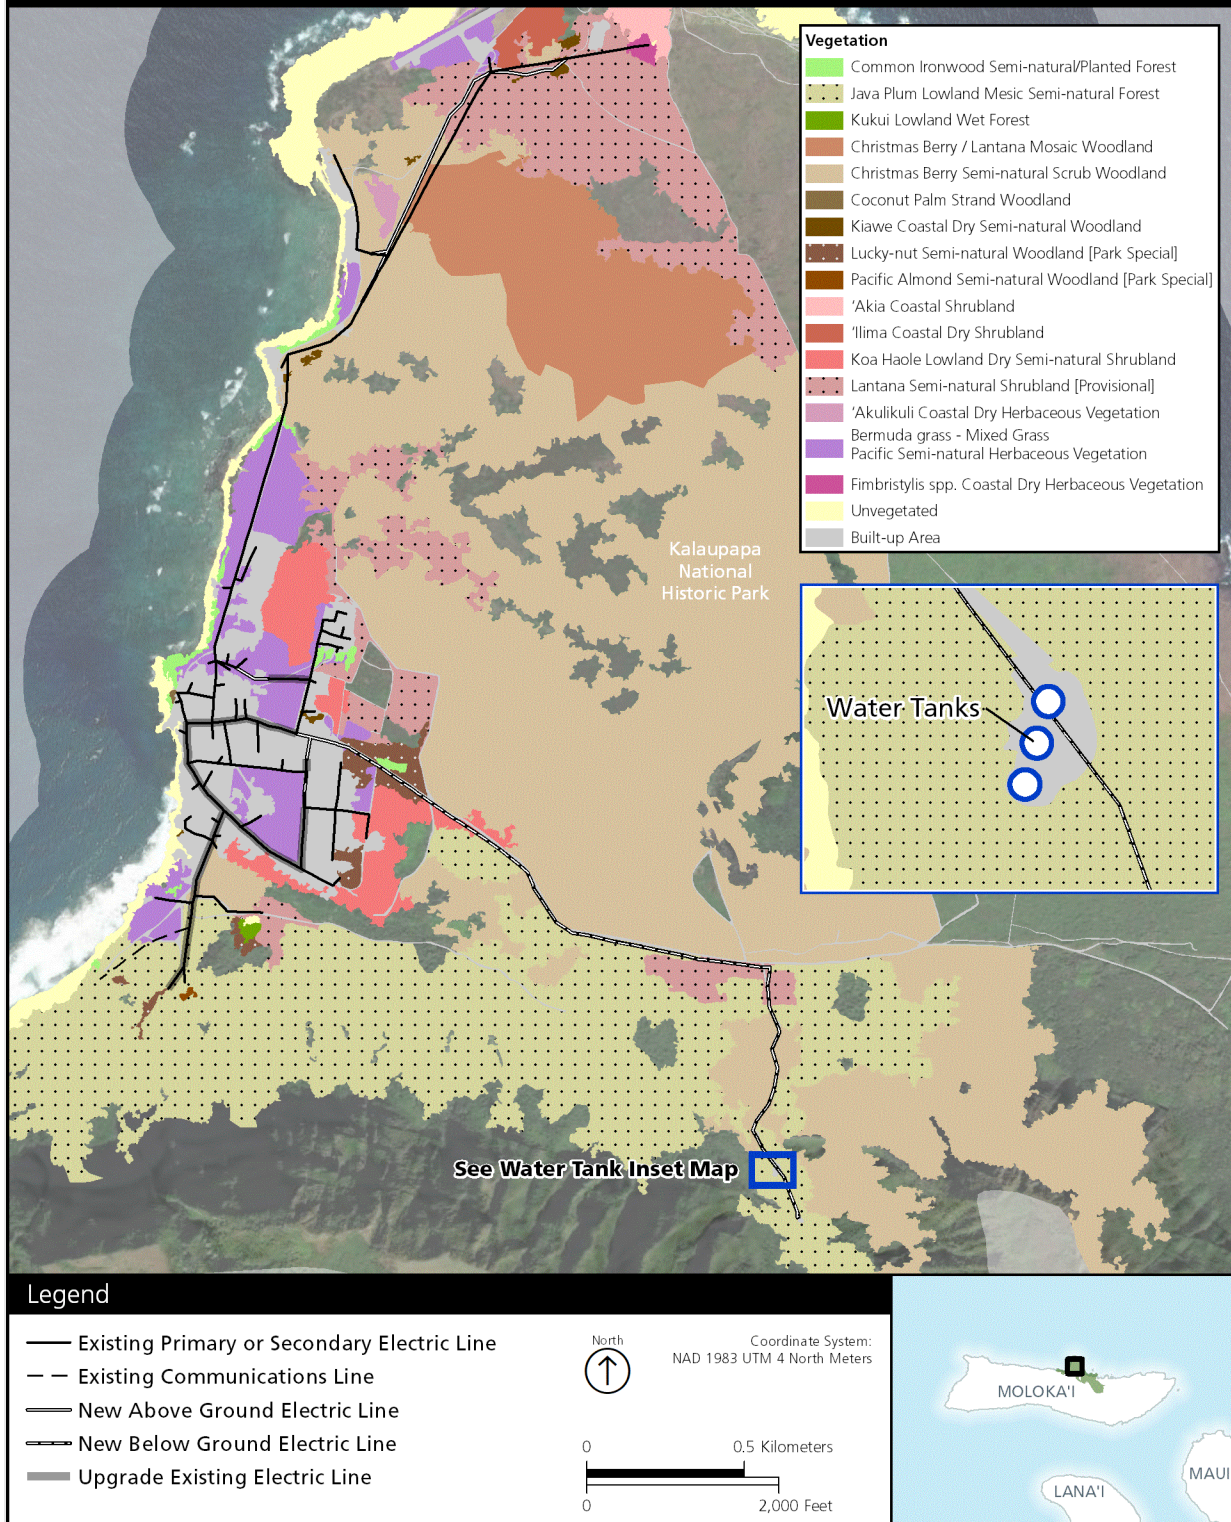 Vegetation
Common Ironwood Semi-natural/Planted Forest
Java Plum Lowland Mesic Semi-natural Forest
Kukui Lowland Wet Forest
Christmas Berry / Lantana Mosaic Woodland
Christmas Berry Semi-natural Scrub Woodland
Coconut Palm Strand Woodland
Kiawe Coastal Dry Semi-natural Woodland
Lucky-nut Semi-natural Woodland [Park Special]
Pacific Almond Semi-natural Woodland [Park Special]
'Akia Coastal Shrubland
'Ilima Coastal Dry Shrubland
Koa Haole Lowland Dry Semi-natural Shrubland
Lantana Semi-natural Shrubland [Provisional]
'Akulikuli Coastal Dry Herbaceous Vegetation
Bermuda grass - Mixed Grass
Pacific Semi-natural Herbaceous Vegetation
Fimbristylis spp. Coastal Dry Herbaceous Vegetation
Unvegetated
Built-up Area
Kalaupapa
National
Historic Park
Water Tanks
See Water Tank Inset Map
Legend
Existing Primary or Secondary Electric Line
Existing Communications Line
New Above Ground Electric Line
New Below Ground Electric Line
Upgrade Existing Electric Line
North
Coordinate System:
NAD 1983 UTM 4 North Meters
0 0.5 Kilometers
0 2,000 Feet
MOLOKA'I
MAUI
LANA'I